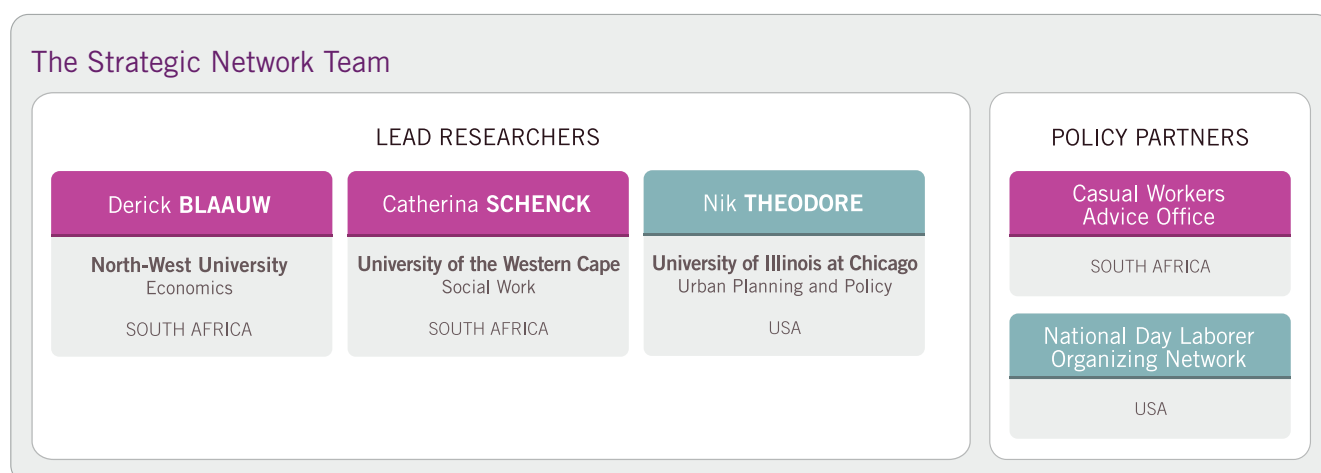 The Strategic Network Team
LEAD RESEARCHERS
Derick BLAAUW
North-West University
Economics
SOUTH AFRICA
Catherina SCHENCK
University of the Western Cape
Social Work
SOUTH AFRICA
Nik THEODORE
University of Illinois at Chicago
Urban Planning and Policy
USA
POLICY PARTNERS
Casual Workers
Advice Office
SOUTH AFRICA
National Day Laborer
Organizing Network
USA